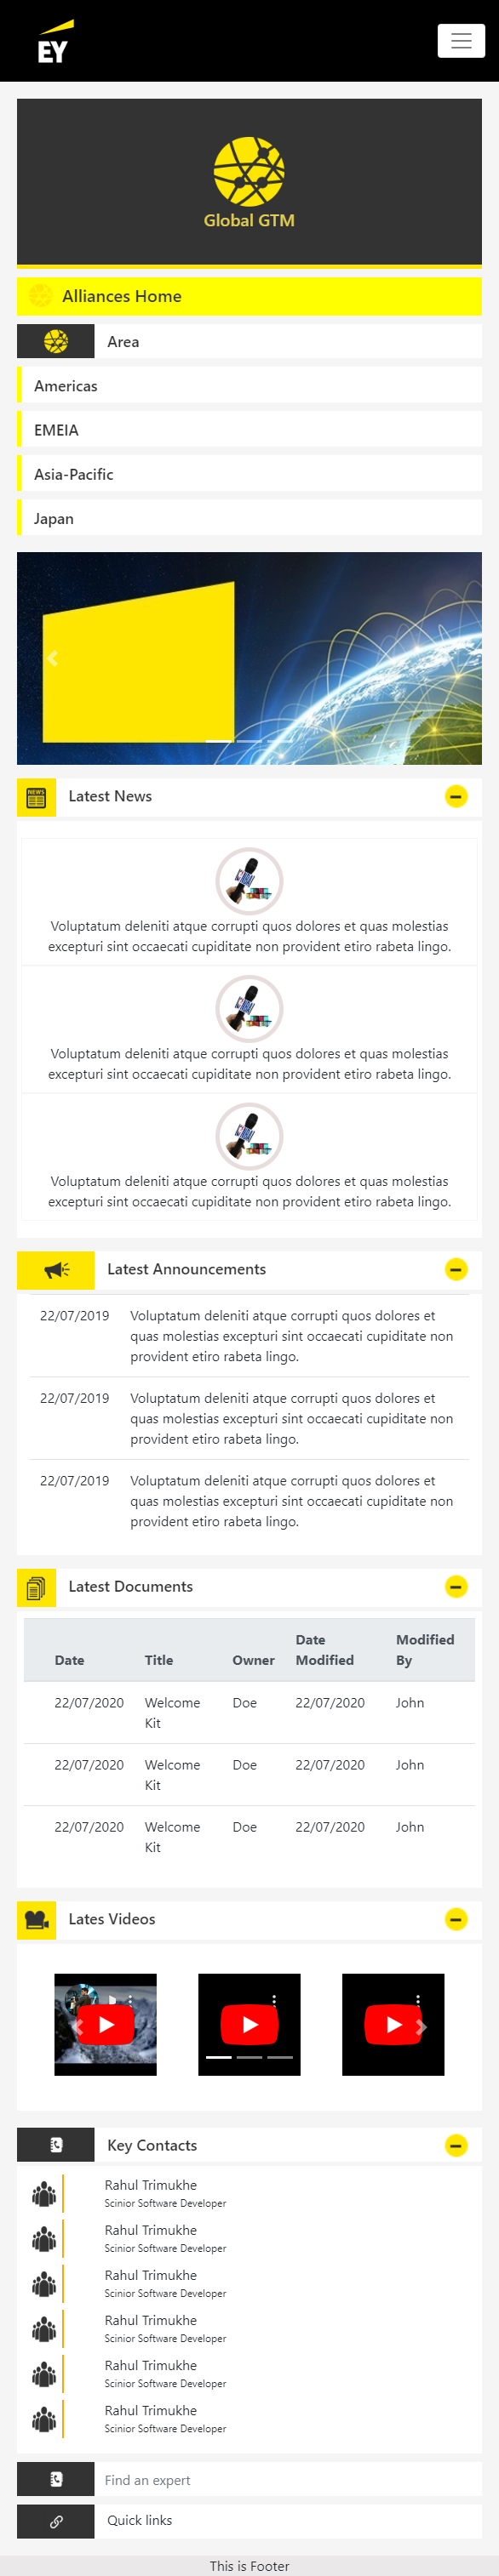 EY
Global GTM
Alliances Home
Area
Americas
EMEIA
Asia-Pacific
Japan
NEWS
Latest News
Voluptatum deleniti atque corrupti quos dolores et quas molestias
excepturi sint occaecati cupiditate non provident etiro rabeta lingo.
Voluptatum deleniti atque corrupti quos dolores et quas molestias
excepturi sint occaecati cupiditate non provident etiro rabeta lingo.
Voluptatum deleniti atque corrupti quos dolores et quas molestias
excepturi sint occaecati cupiditate non provident etiro rabeta lingo.
Latest Announcements
22/07/2019 Voluptatum deleniti atque corrupti quos dolores et
quas molestias excepturi sint occaecati cupiditate non
provident etiro rabeta lingo.
22/07/2019 Voluptatum deleniti atque corrupti quos dolores et
quas molestias excepturi sint occaecati cupiditate non
provident etiro rabeta lingo.
22/07/2019 Voluptatum deleniti atque corrupti quos dolores et
quas molestias excepturi sint occaecati cupiditate non
provident etiro rabeta lingo.
Latest Documents
Date Title Owner Date Modified Modified By
22/07/2020 Welcome Kit Doe 22/07/2020 John
22/07/2020 Welcome Kit Doe 22/07/2020 John
22/07/2020 Welcome Kit Doe 22/07/2020 John
Lates Videos
Key Contacts
Rahul Trimukhe
Scinior Software Developer
Rahul Trimukhe
Scinior Software Developer
Rahul Trimukhe
Scinior Software Developer
Rahul Trimukhe
Scinior Software Developer
Rahul Trimukhe
Scinior Software Developer
Rahul Trimukhe
Scinior Software Developer
Find an expert
Quick links
This is Footer